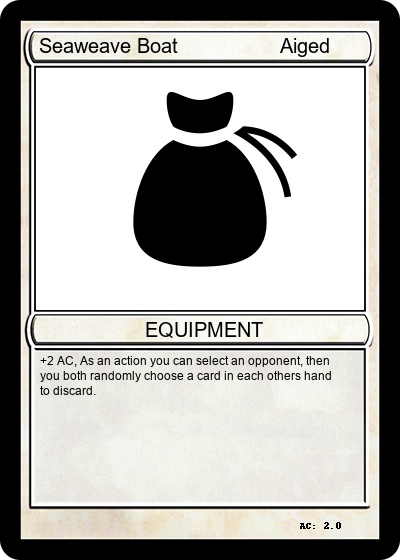 Seaweave Boat Aiged
EQUIPMENT
+2 AC, As an action you can select an opponent, then
you both randomly choose a card in each others hand
to discard.
AC: 2.0